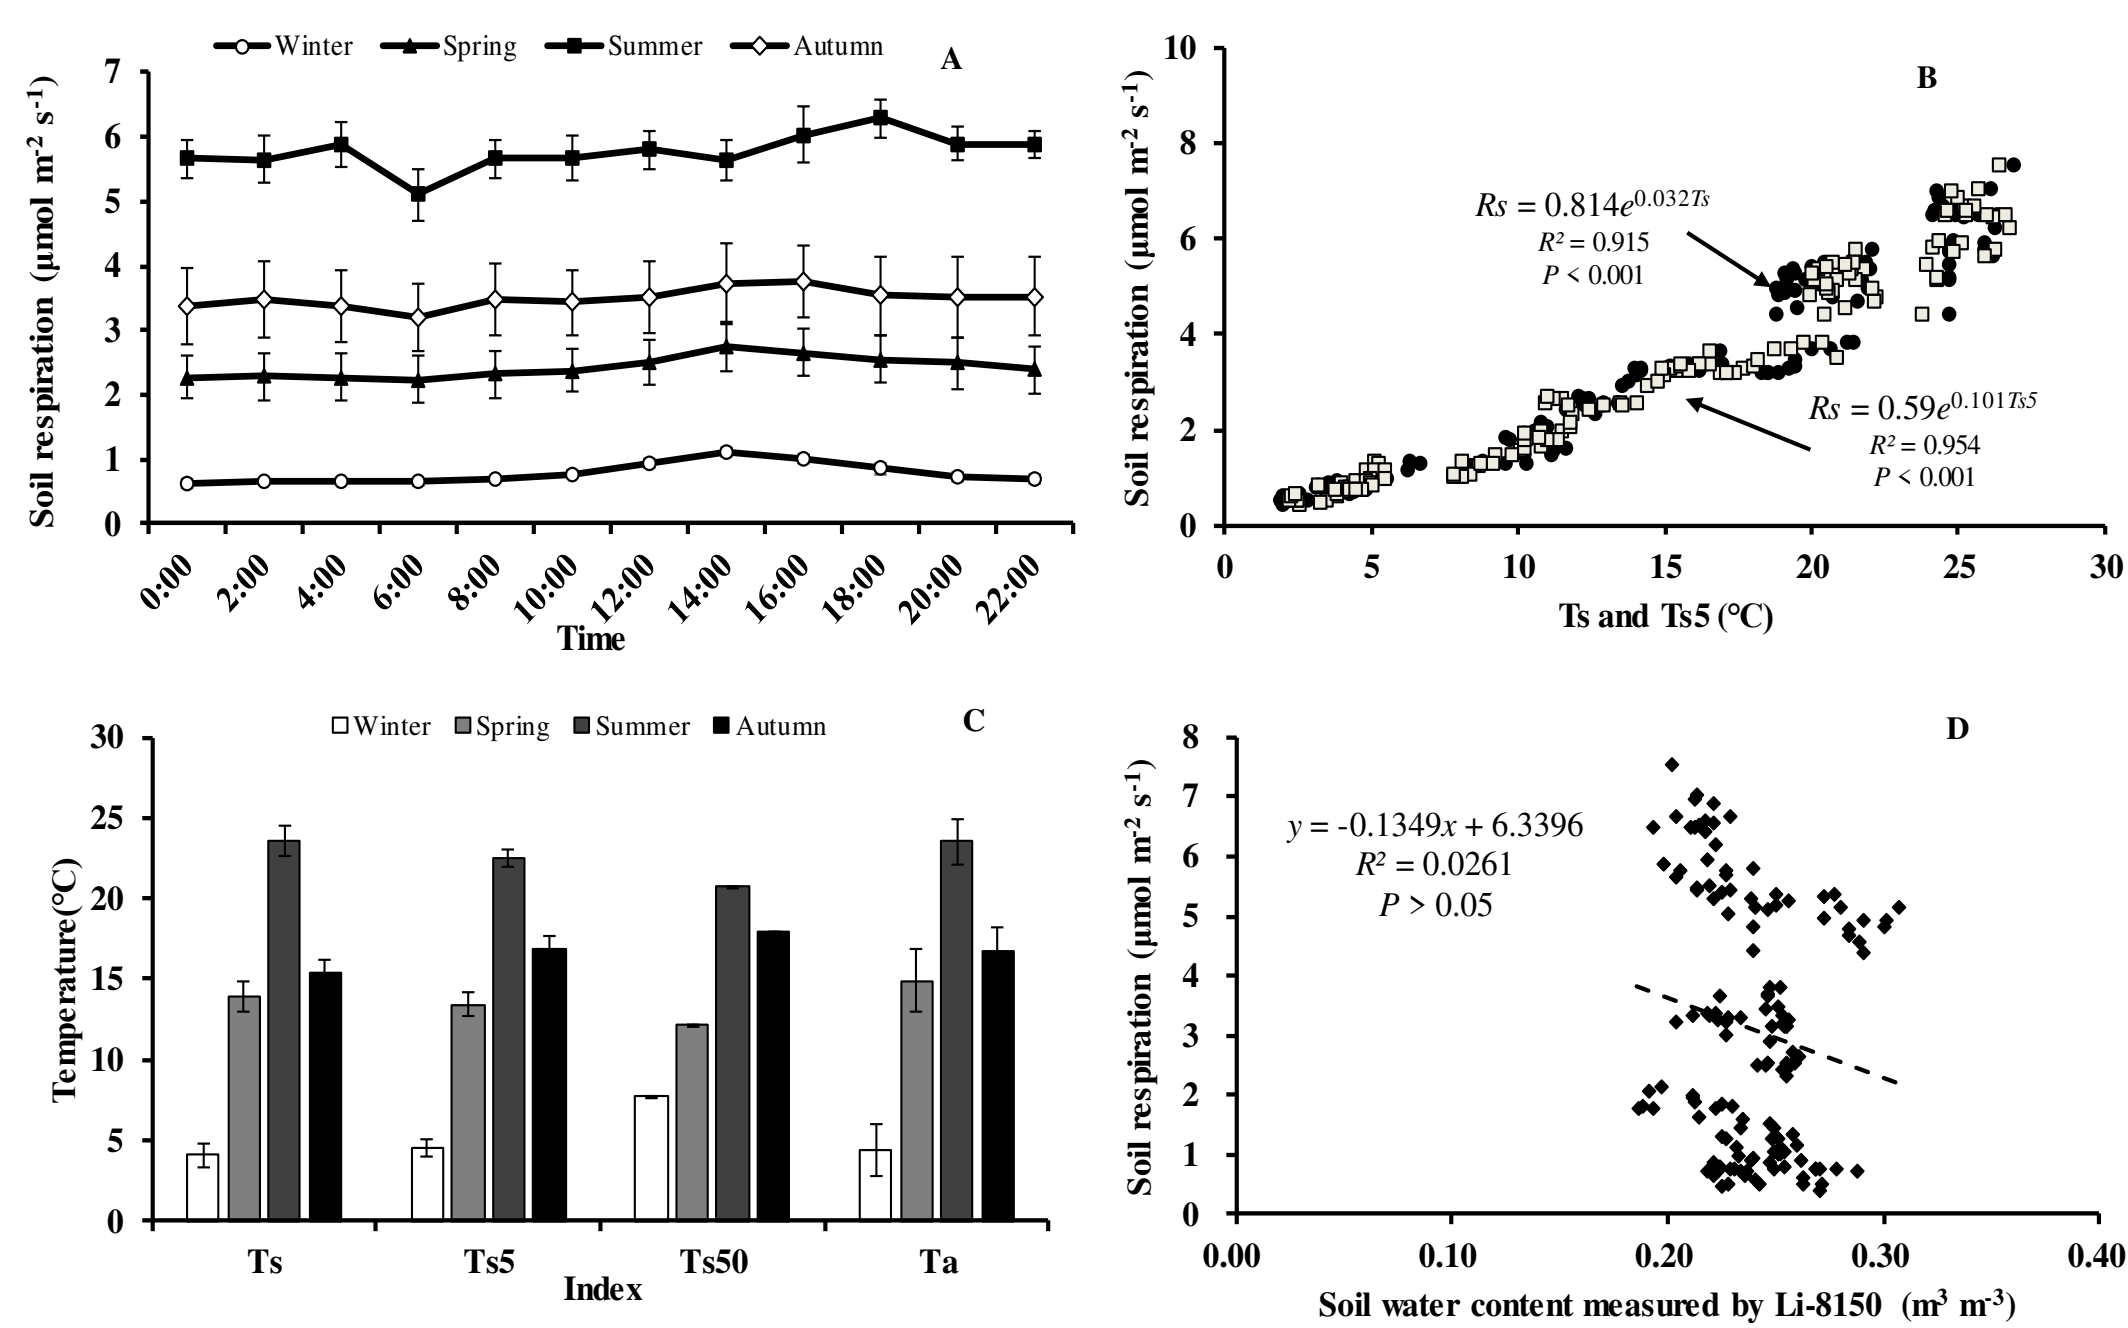 Winter Spring Summer Autumn
A
Soil respiration (μmol m-2 s-1)
7
6
5
4
3
2
1
0
0:00 2:00 4:00 6:00 8:00 10:00 12:00 14:00 16:00 18:00 20:00 22:00
Time
B
Soil respiration (μmol m-2 s-1)
10
8
6
4
2
0
Rs = 0.814e0.032Ts
R² = 0.915
P < 0.001
Rs = 0.59e0.101Ts5
R² = 0.954
P < 0.001
0 5 10 15 20 25 30
Ts and Ts5 (°C)
Winter Spring Summer Autumn
C
Temperature(°C)
30
25
20
15
10
5
0
Ts Ts5 Ts50 Ta
Index
D
Soil respiration (μmol m-2 s-1)
8
7
6
5
4
3
2
1
0
y = -0.1349x + 6.3396
R² = 0.0261
P > 0.05
0.00 0.10 0.20 0.30 0.40
Soil water content measured by Li-8150 (m3 m-3)